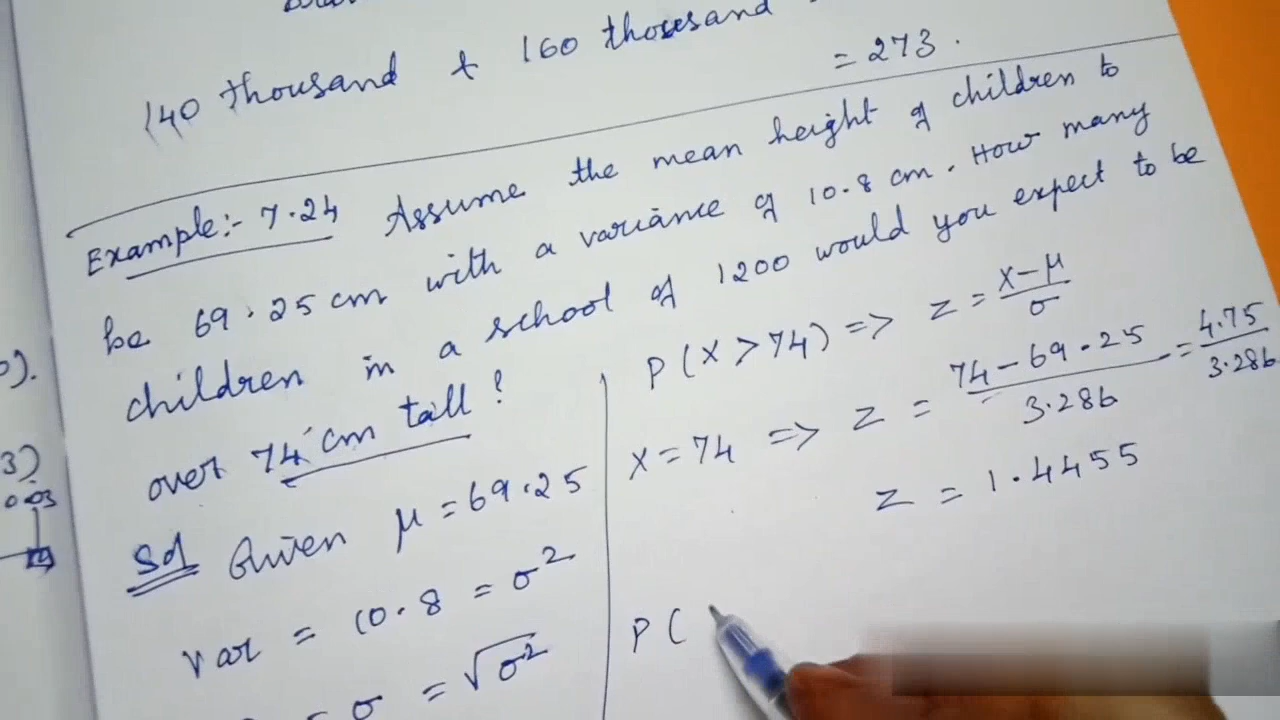 140 thousand & 160 thousand
= 273.
Example:- 7.24 Assume the mean height of children to
be 69.25 cm with a variance of 10.8 cm. How many
children in a school of 1200 would you expect to be
over 74 cm tall?
Sol Given μ = 69.25
Var = 10.8 = σ²
σ = √σ²
P(X > 74) => Z = X-μ/σ
X = 74 => Z = 74-69.25/3.286 = 4.75/3.286
Z = 1.4455
P(
3)
0.03